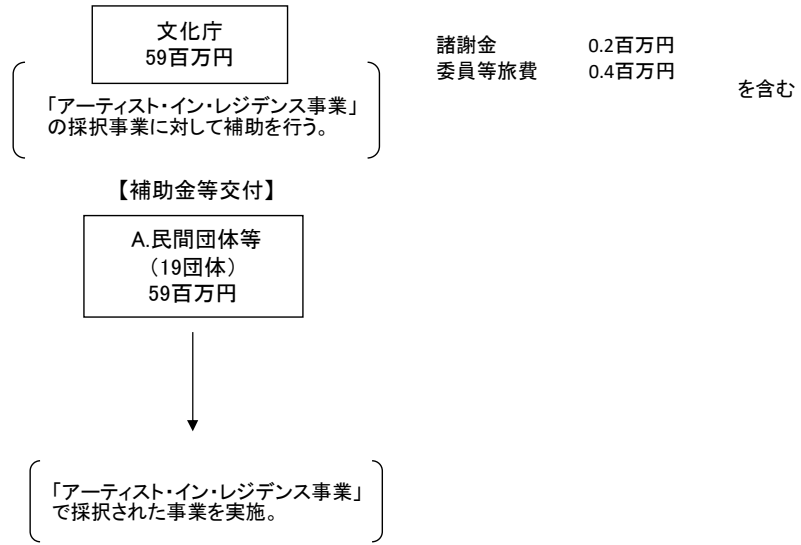 文化庁
59百万円
諸謝金 0.2百万円
委員等旅費 0.4百万円
を含む
「アーティスト・イン・レジデンス事業」
の採択事業に対して補助を行う。
【補助金等交付】
A.民間団体等
（19団体）
59百万円
「アーティスト・イン・レジデンス事業」
で採択された事業を実施。